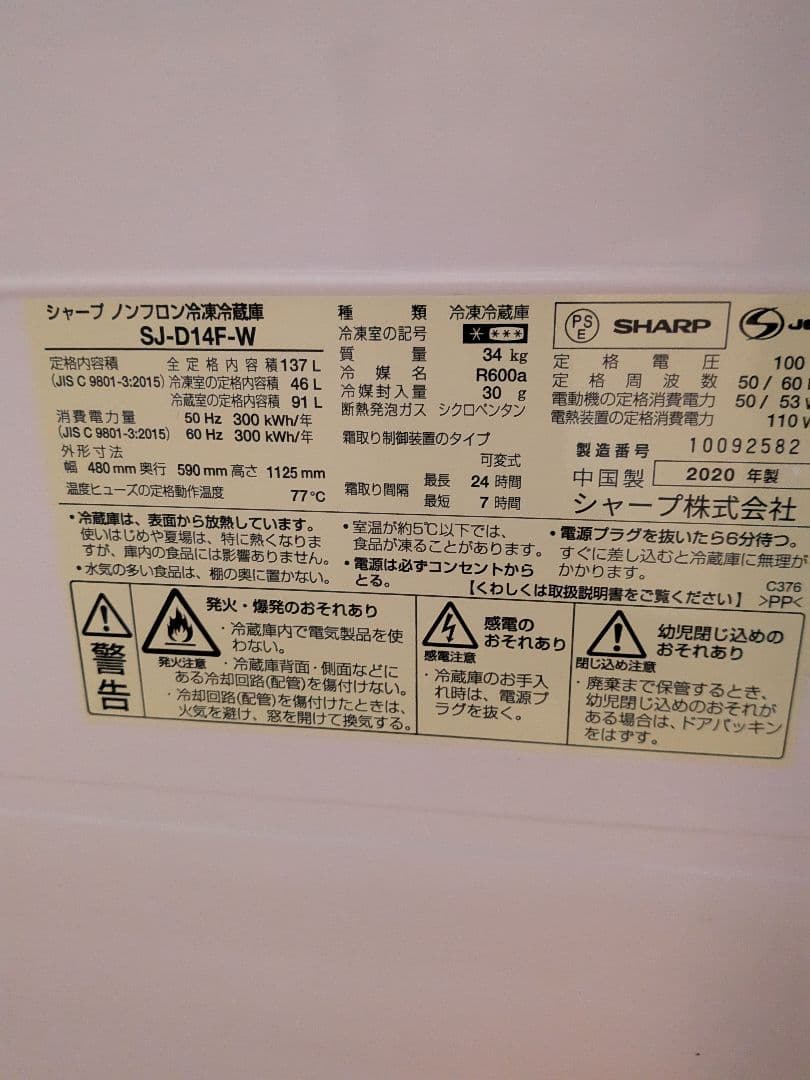 シャープ ノンフロン冷凍冷蔵庫
SJ-D14F-W
定格内容積 全定格内容積 137 L
(JIS C 9801-3:2015) 冷凍室の定格内容積 46 L
冷蔵室の定格内容積 91 L
消費電力量 50 Hz 300 kWh/年
(JIS C 9801-3:2015) 60 Hz 300 kWh/年
外形寸法
幅 480 mm 奥行 590 mm 高さ 1125 mm
温度ヒューズの定格動作温度 77℃
種類 冷凍冷蔵庫
冷凍室の記号 * ***
質量 34 kg
冷媒名 R600a
冷媒封入量 30 g
断熱発泡ガス シクロペンタン
霜取り制御装置のタイプ
可変式
霜取り間隔 最長 24 時間
最短 7 時間
PSE SHARP
定格電圧 100
定格周波数 50 / 60
電動機の定格消費電力 50 / 53
電熱装置の定格消費電力 110
製造番号 10092582
中国製 2020 年製
シャープ株式会社
・冷蔵庫は、表面から放熱しています。
使いはじめや夏場は、特に熱くなりま
すが、庫内の食品には影響ありません。
・水気の多い食品は、棚の奥に置かない。
・室温が約5℃以下では、
食品が凍ることがあります。
・電源は必ずコンセントから
とる。
・電源プラグを抜いたら6分待つ。
すぐに差し込むと冷蔵庫に無理が
かかります。
【くわしくは取扱説明書をご覧ください】
C376
>PP<
警告
発火注意
発火・爆発のおそれあり
・冷蔵庫内で電気製品を使
わない。
・冷蔵庫背面・側面などに
ある冷却回路(配管)を傷付けない。
・冷却回路(配管)を傷付けたときは、
火気を避け、窓を開けて換気する。
感電注意
感電の
おそれあり
・冷蔵庫のお手入
れ時は、電源プ
ラグを抜く。
閉じ込め注意
幼児閉じ込めの
おそれあり
・廃棄まで保管するとき、
幼児閉じ込めのおそれが
ある場合は、ドアパッキン
をはずす。